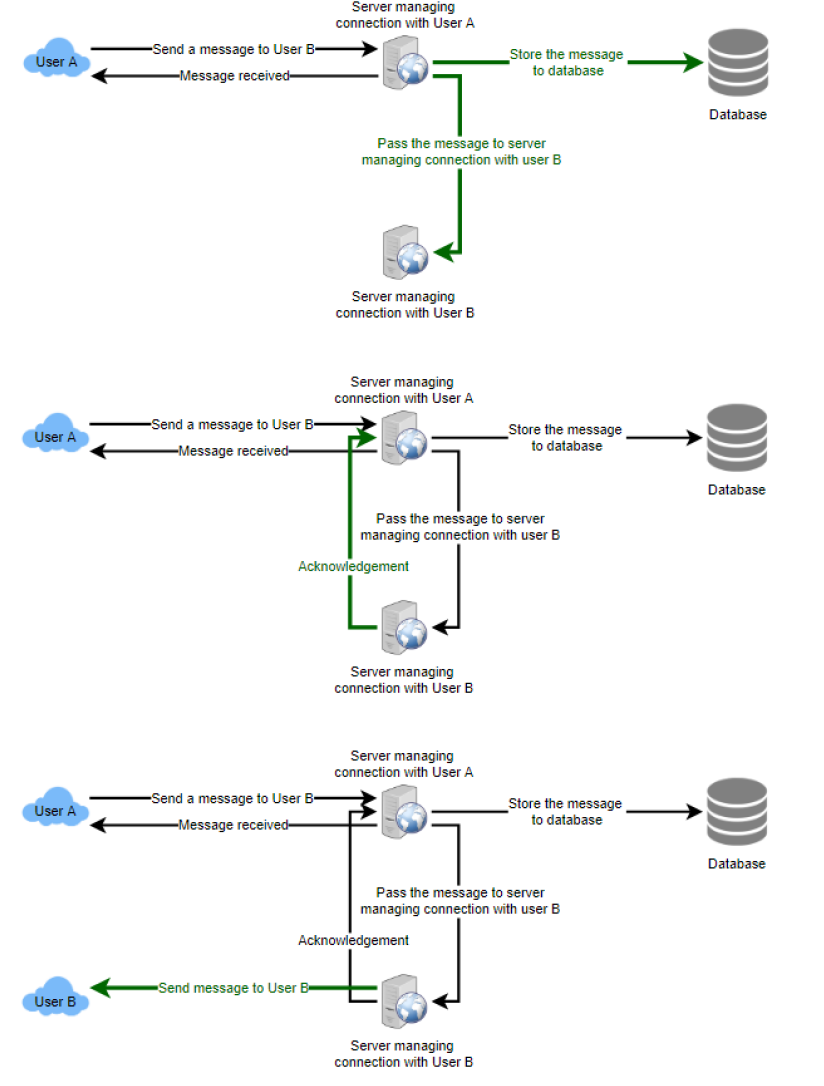 Server managing
connection with User A
User A
Send a message to User B
Message received
Store the message
to database
Database
Pass the message to server
managing connection with user B
Server managing
connection with User B
Server managing
connection with User A
User A
Send a message to User B
Message received
Store the message
to database
Database
Pass the message to server
managing connection with user B
Acknowledgement
Server managing
connection with User B
Server managing
connection with User A
User A
Send a message to User B
Message received
Store the message
to database
Database
Pass the message to server
managing connection with user B
Acknowledgement
User B
Send message to User B
Server managing
connection with User B